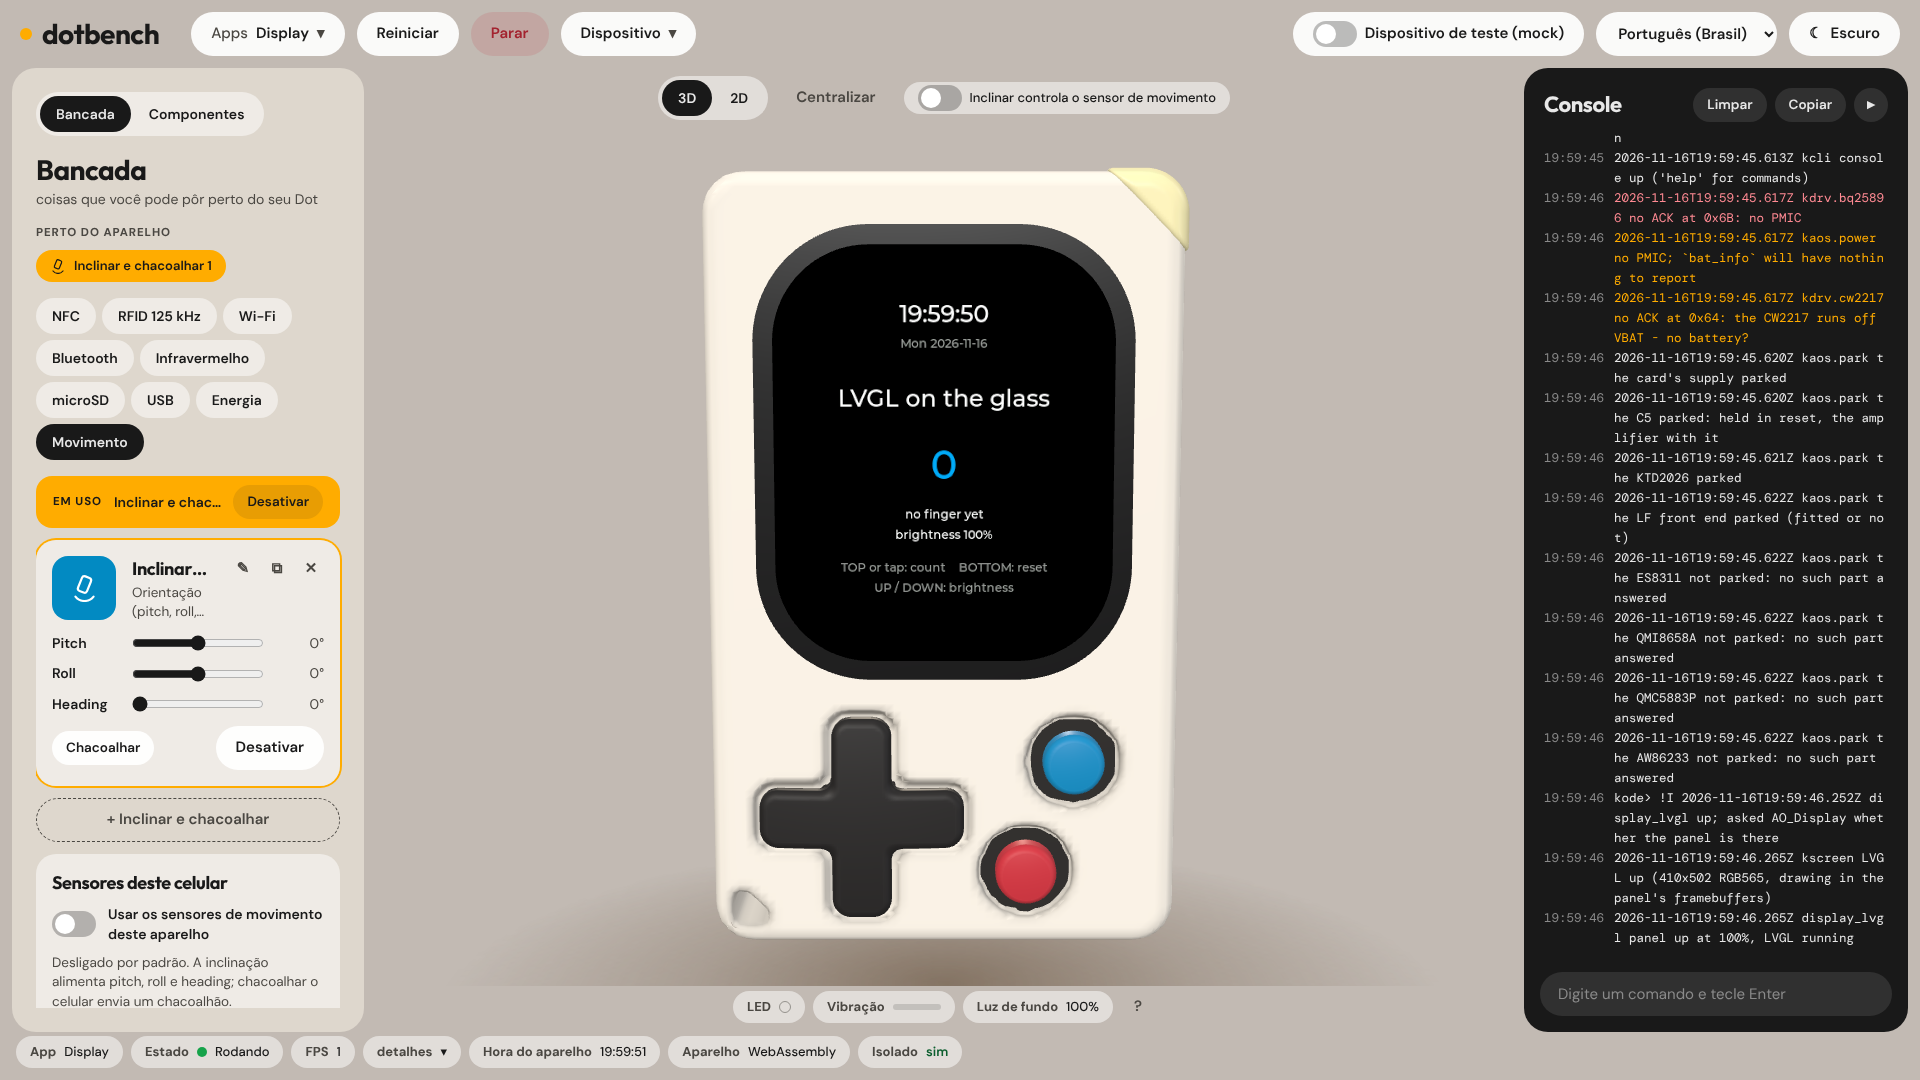 dotbench
Apps Display ▾
Reiniciar
Parar
Dispositivo ▾
Dispositivo de teste (mock)
Português (Brasil)
☾ Escuro
Bancada
Componentes
Bancada
coisas que você pode pôr perto do seu Dot
PERTO DO APARELHO
Inclinar e chacoalhar 1
NFC
RFID 125 kHz
Wi-Fi
Bluetooth
Infravermelho
microSD
USB
Energia
Movimento
EM USO Inclinar e chac... Desativar
Inclinar... ✎ ⧉ ✕
Orientação
(pitch, roll,...
Pitch 0°
Roll 0°
Heading 0°
Chacoalhar
Desativar
+ Inclinar e chacoalhar
Sensores deste celular
Usar os sensores de movimento
deste aparelho
Desligado por padrão. A inclinação
alimenta pitch, roll e heading; chacoalhar o
celular envia um chacoalhão.
3D
2D
Centralizar
Inclinar controla o sensor de movimento
19:59:50
Mon 2026-11-16
LVGL on the glass
0
no finger yet
brightness 100%
TOP or tap: count BOTTOM: reset
UP / DOWN: brightness
LED
Vibração
Luz de fundo 100%
?
Console
Limpar
Copiar
▶
n
19:59:45 2026-11-16T19:59:45.613Z kcli consol
e up ('help' for commands)
19:59:46 2026-11-16T19:59:45.617Z kdrv.bq2589
6 no ACK at 0x6B: no PMIC
19:59:46 2026-11-16T19:59:45.617Z kaos.power
no PMIC; `bat_info` will have nothin
g to report
19:59:46 2026-11-16T19:59:45.617Z kdrv.cw2217
no ACK at 0x64: the CW2217 runs off
VBAT - no battery?
19:59:46 2026-11-16T19:59:45.620Z kaos.park t
he card's supply parked
19:59:46 2026-11-16T19:59:45.620Z kaos.park t
he C5 parked: held in reset, the amp
lifier with it
19:59:46 2026-11-16T19:59:45.621Z kaos.park t
he KTD2026 parked
19:59:46 2026-11-16T19:59:45.622Z kaos.park t
he LF front end parked (fitted or no
t)
19:59:46 2026-11-16T19:59:45.622Z kaos.park t
he ES8311 not parked: no such part a
nswered
19:59:46 2026-11-16T19:59:45.622Z kaos.park t
he QMI8658A not parked: no such part
answered
19:59:46 2026-11-16T19:59:45.622Z kaos.park t
he QMC5883P not parked: no such part
answered
19:59:46 2026-11-16T19:59:45.622Z kaos.park t
he AW86233 not parked: no such part
answered
19:59:46 kode> !I 2026-11-16T19:59:46.252Z di
splay_lvgl up; asked AO_Display whet
her the panel is there
19:59:46 2026-11-16T19:59:46.265Z kscreen LVG
L up (410x502 RGB565, drawing in the
panel's framebuffers)
19:59:46 2026-11-16T19:59:46.265Z display_lvg
l panel up at 100%, LVGL running
Digite um comando e tecle Enter
App Display
Estado Rodando
FPS 1
detalhes ▾
Hora do aparelho 19:59:51
Aparelho WebAssembly
Isolado sim